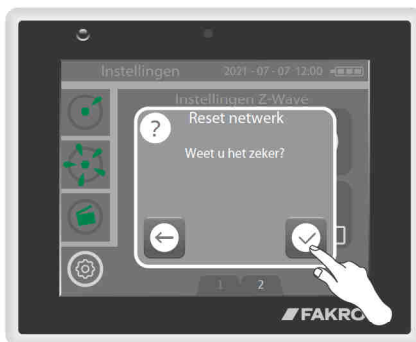 Instellingen 2021-07-07 12:00
Instellingen Z-Wave
Reset netwerk
?
Weet u het zeker?
1 2
FAKRO